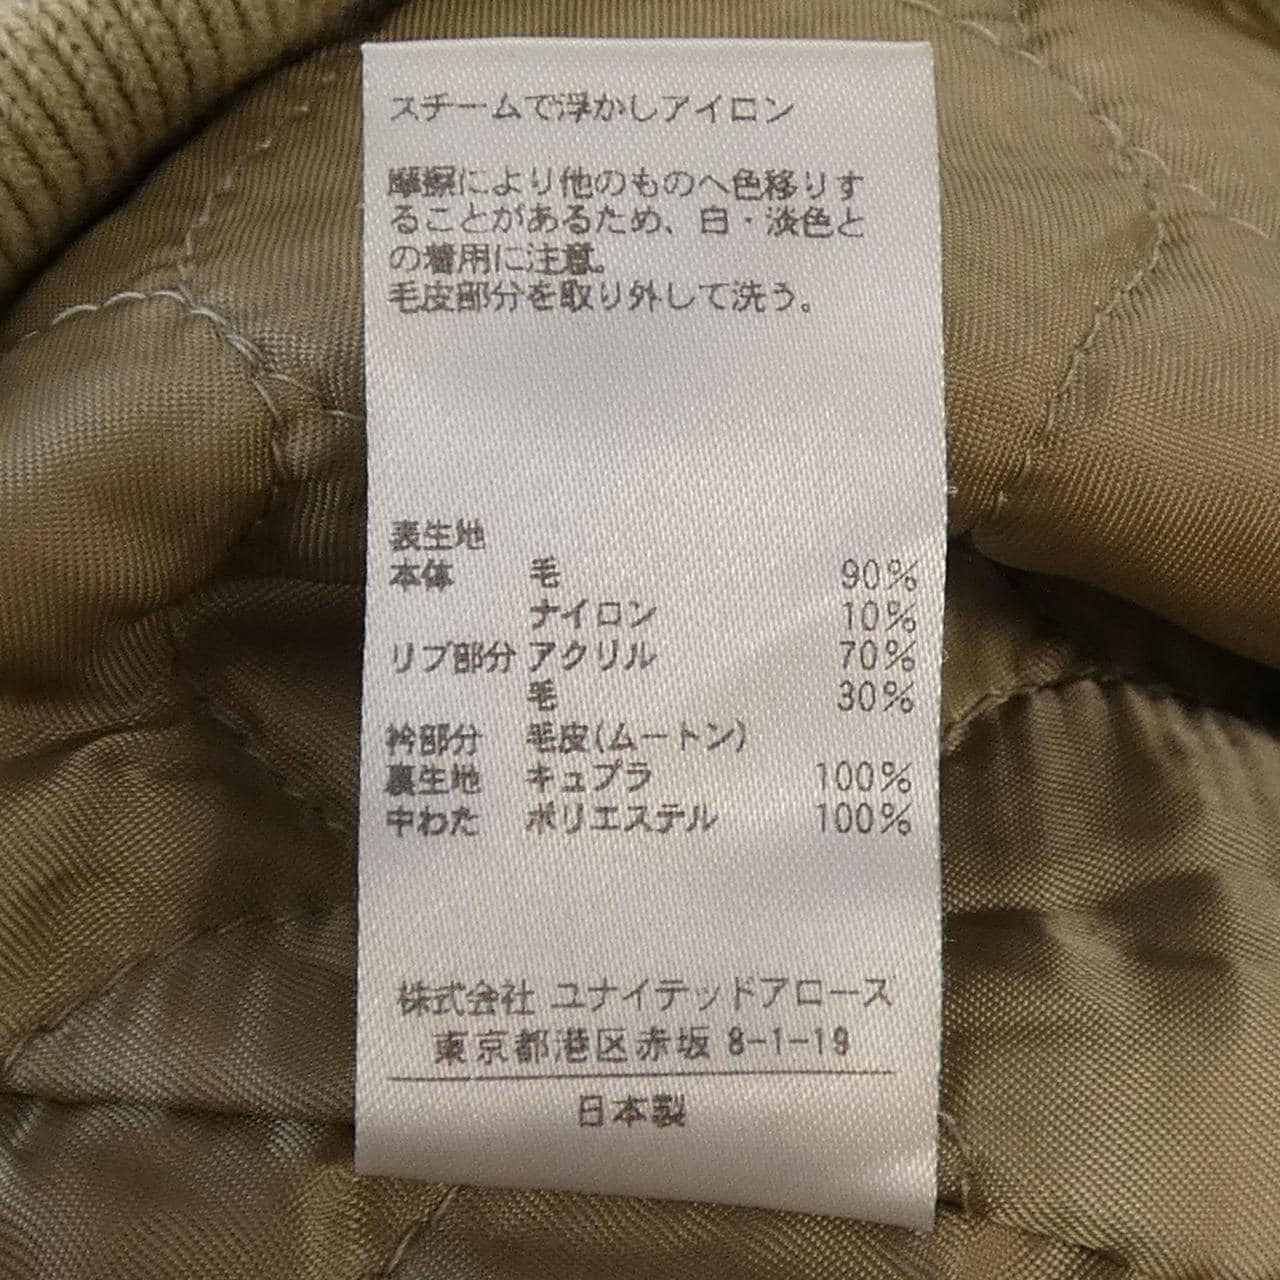 スチームで浮かしアイロン
摩擦により他のものへ色移りす
ることがあるため、白・淡色と
の着用に注意。
毛皮部分を取り外して洗う。
表生地
本体 毛 90%
ナイロン 10%
リブ部分 アクリル 70%
毛 30%
衿部分 毛皮(ムートン)
裏生地 キュプラ 100%
中わた ポリエステル 100%
株式会社 ユナイテッドアローズ
東京都港区赤坂 8-1-19
日本製